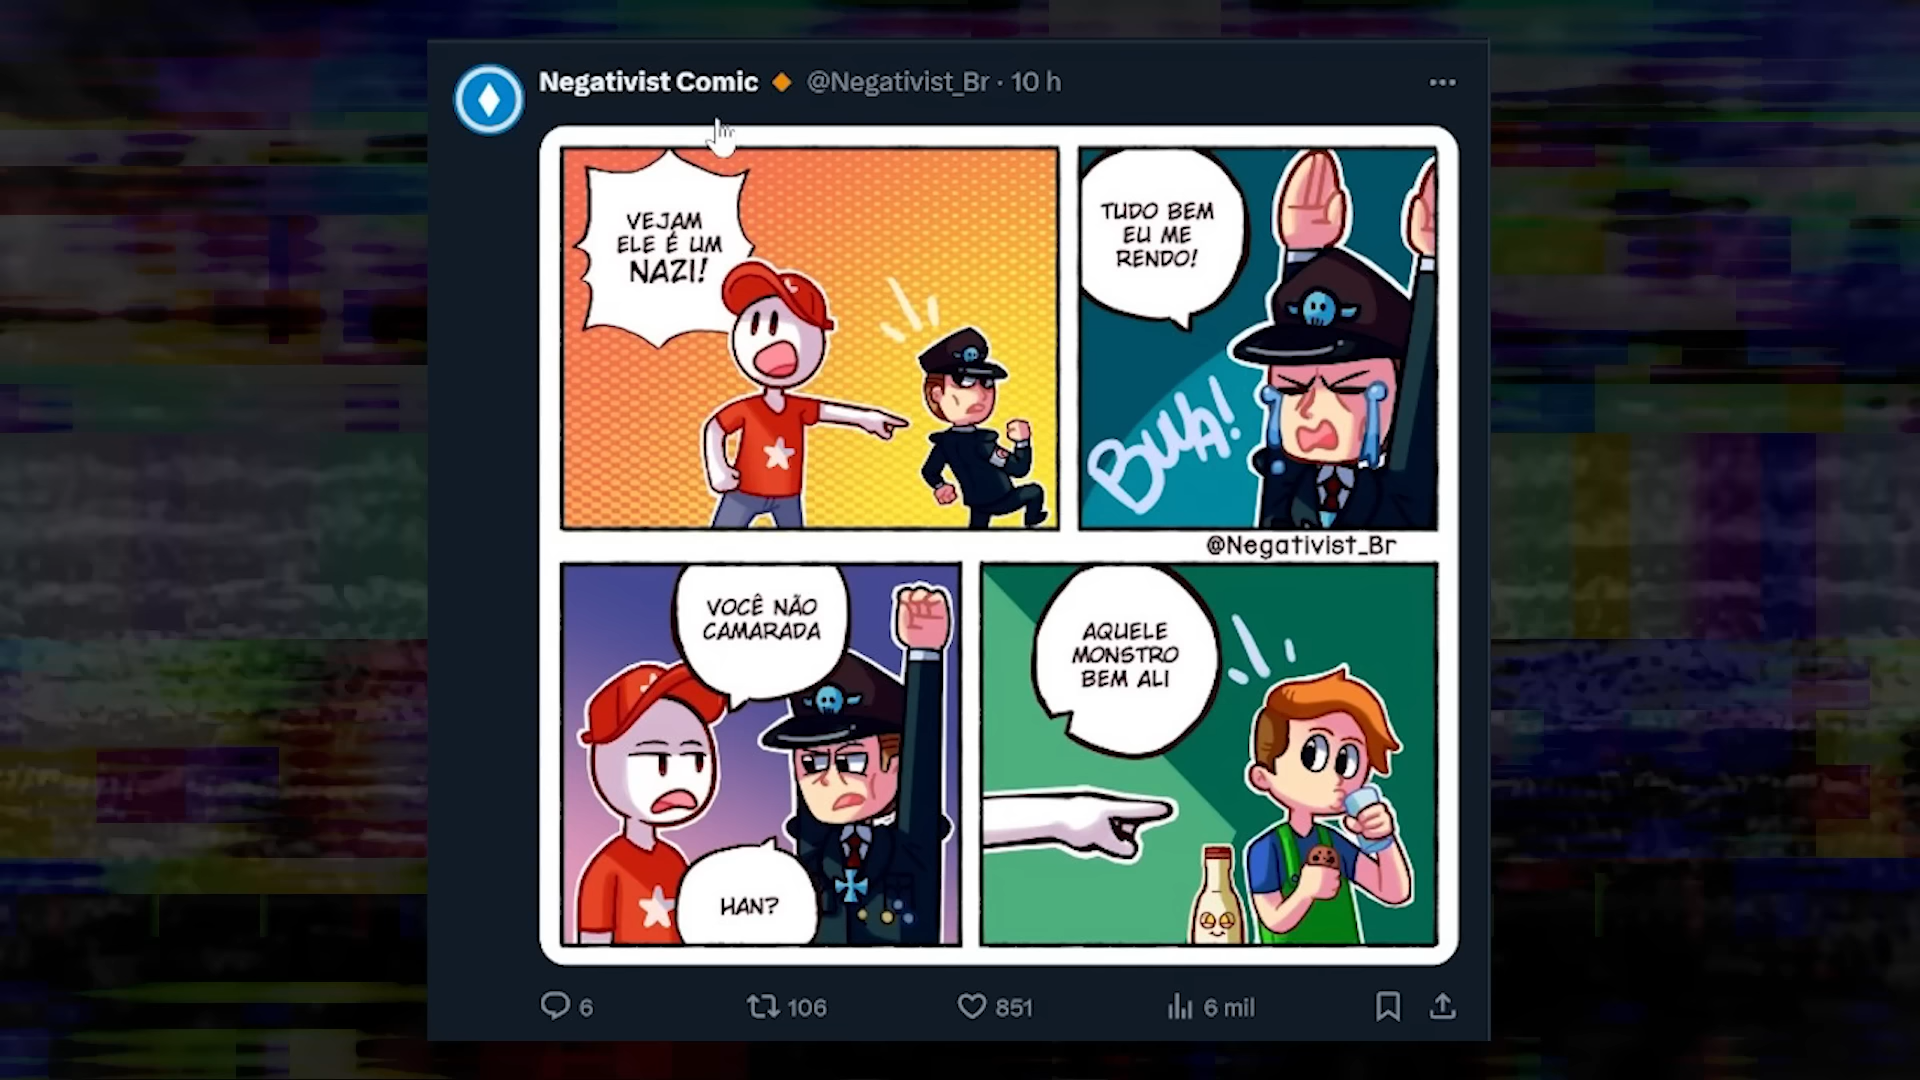 Negativist Comic @Negativist_Br · 10 h
VEJAM
ELE É UM
NAZI!
TUDO BEM
EU ME
RENDO!
BUA!
@Negativist_Br
VOCÊ NÃO
CAMARADA
HAN?
AQUELE
MONSTRO
BEM ALI
6 106 851 6 mil